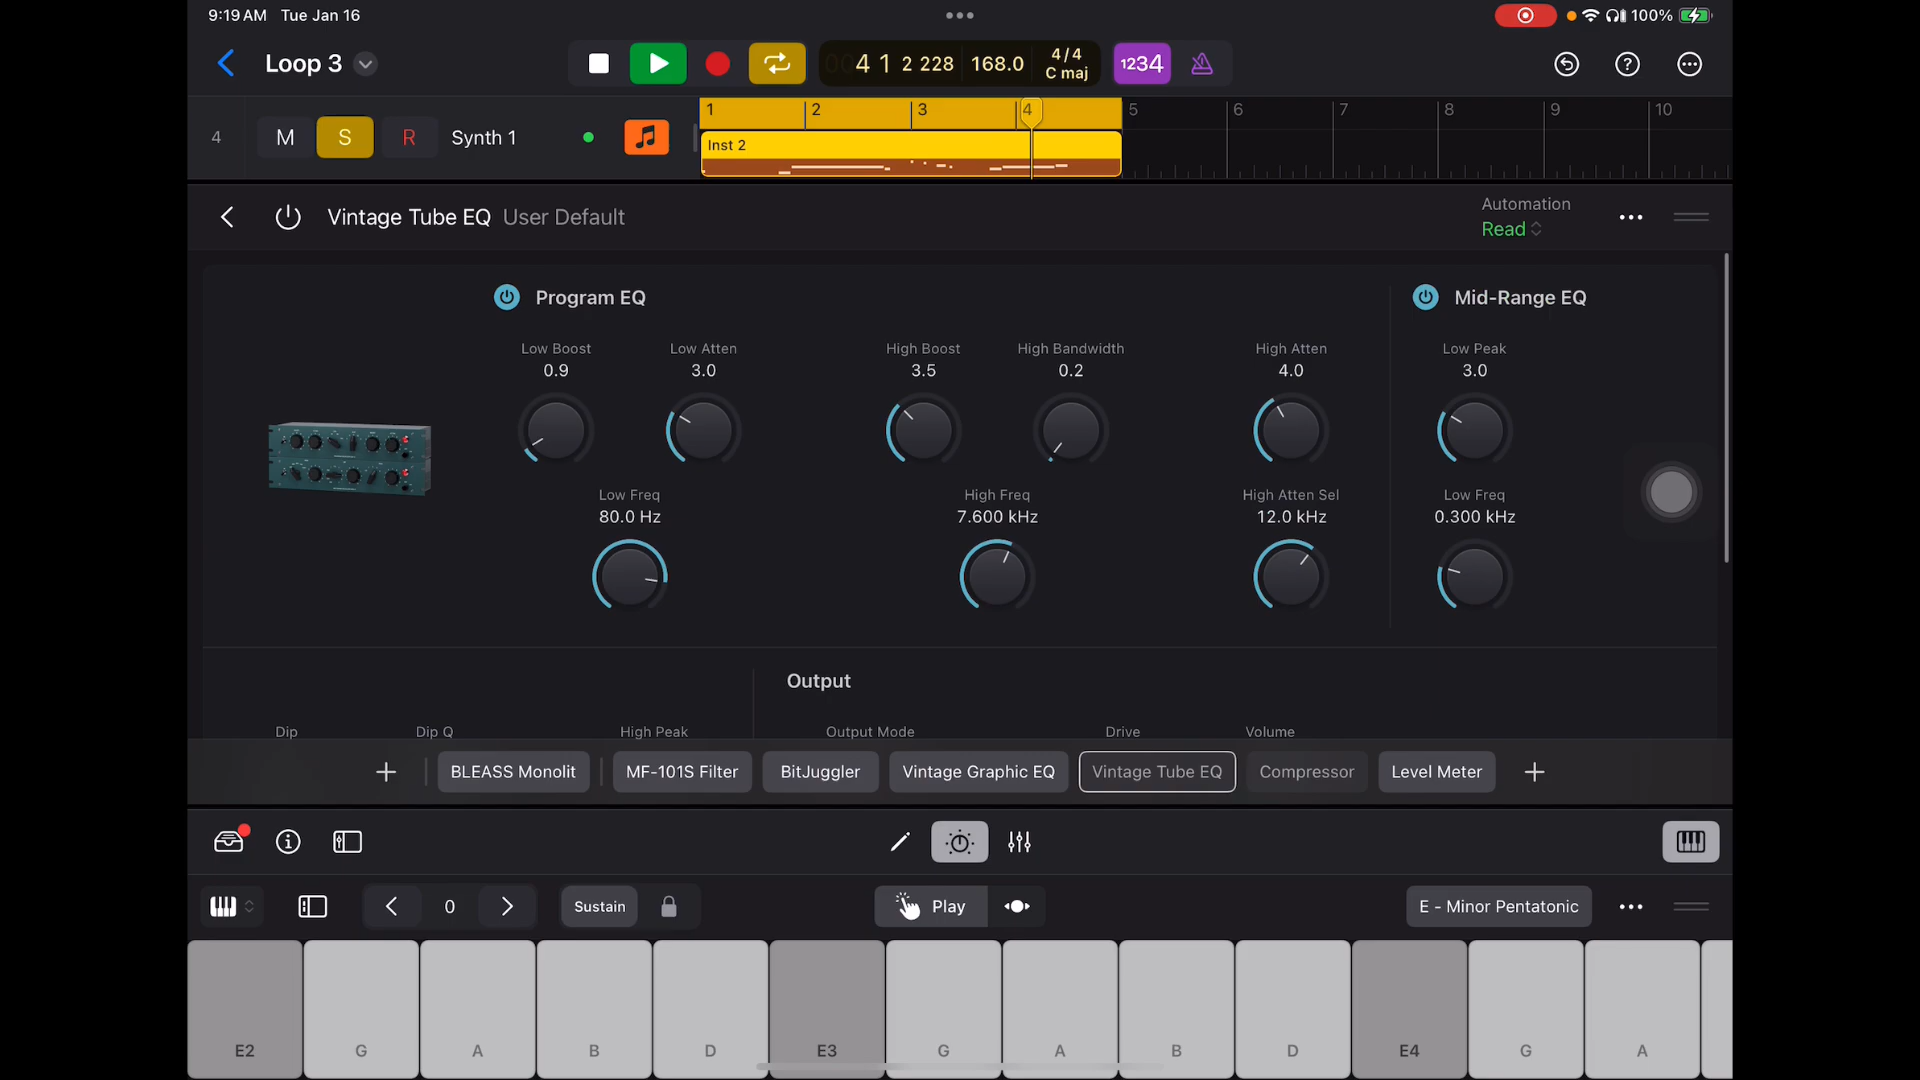 9:19 AM Tue Jan 16
100%
Loop 3
00 4 1 2 228 168.0 4/4 C maj
1234
1 2 3 4 5 6 7 8 9 10
4 M S R Synth 1
Inst 2
Vintage Tube EQ User Default
Automation
Read
Program EQ
Mid-Range EQ
Low Boost Low Atten High Boost High Bandwidth High Atten Low Peak
0.9 3.0 3.5 0.2 4.0 3.0
Low Freq High Freq High Atten Sel Low Freq
80.0 Hz 7.600 kHz 12.0 kHz 0.300 kHz
Output
Dip Dip Q High Peak Output Mode Drive Volume
BLEASS Monolit MF-101S Filter BitJuggler Vintage Graphic EQ Vintage Tube EQ Compressor Level Meter
0 Sustain Play E - Minor Pentatonic
E2 G A B D E3 G A B D E4 G A